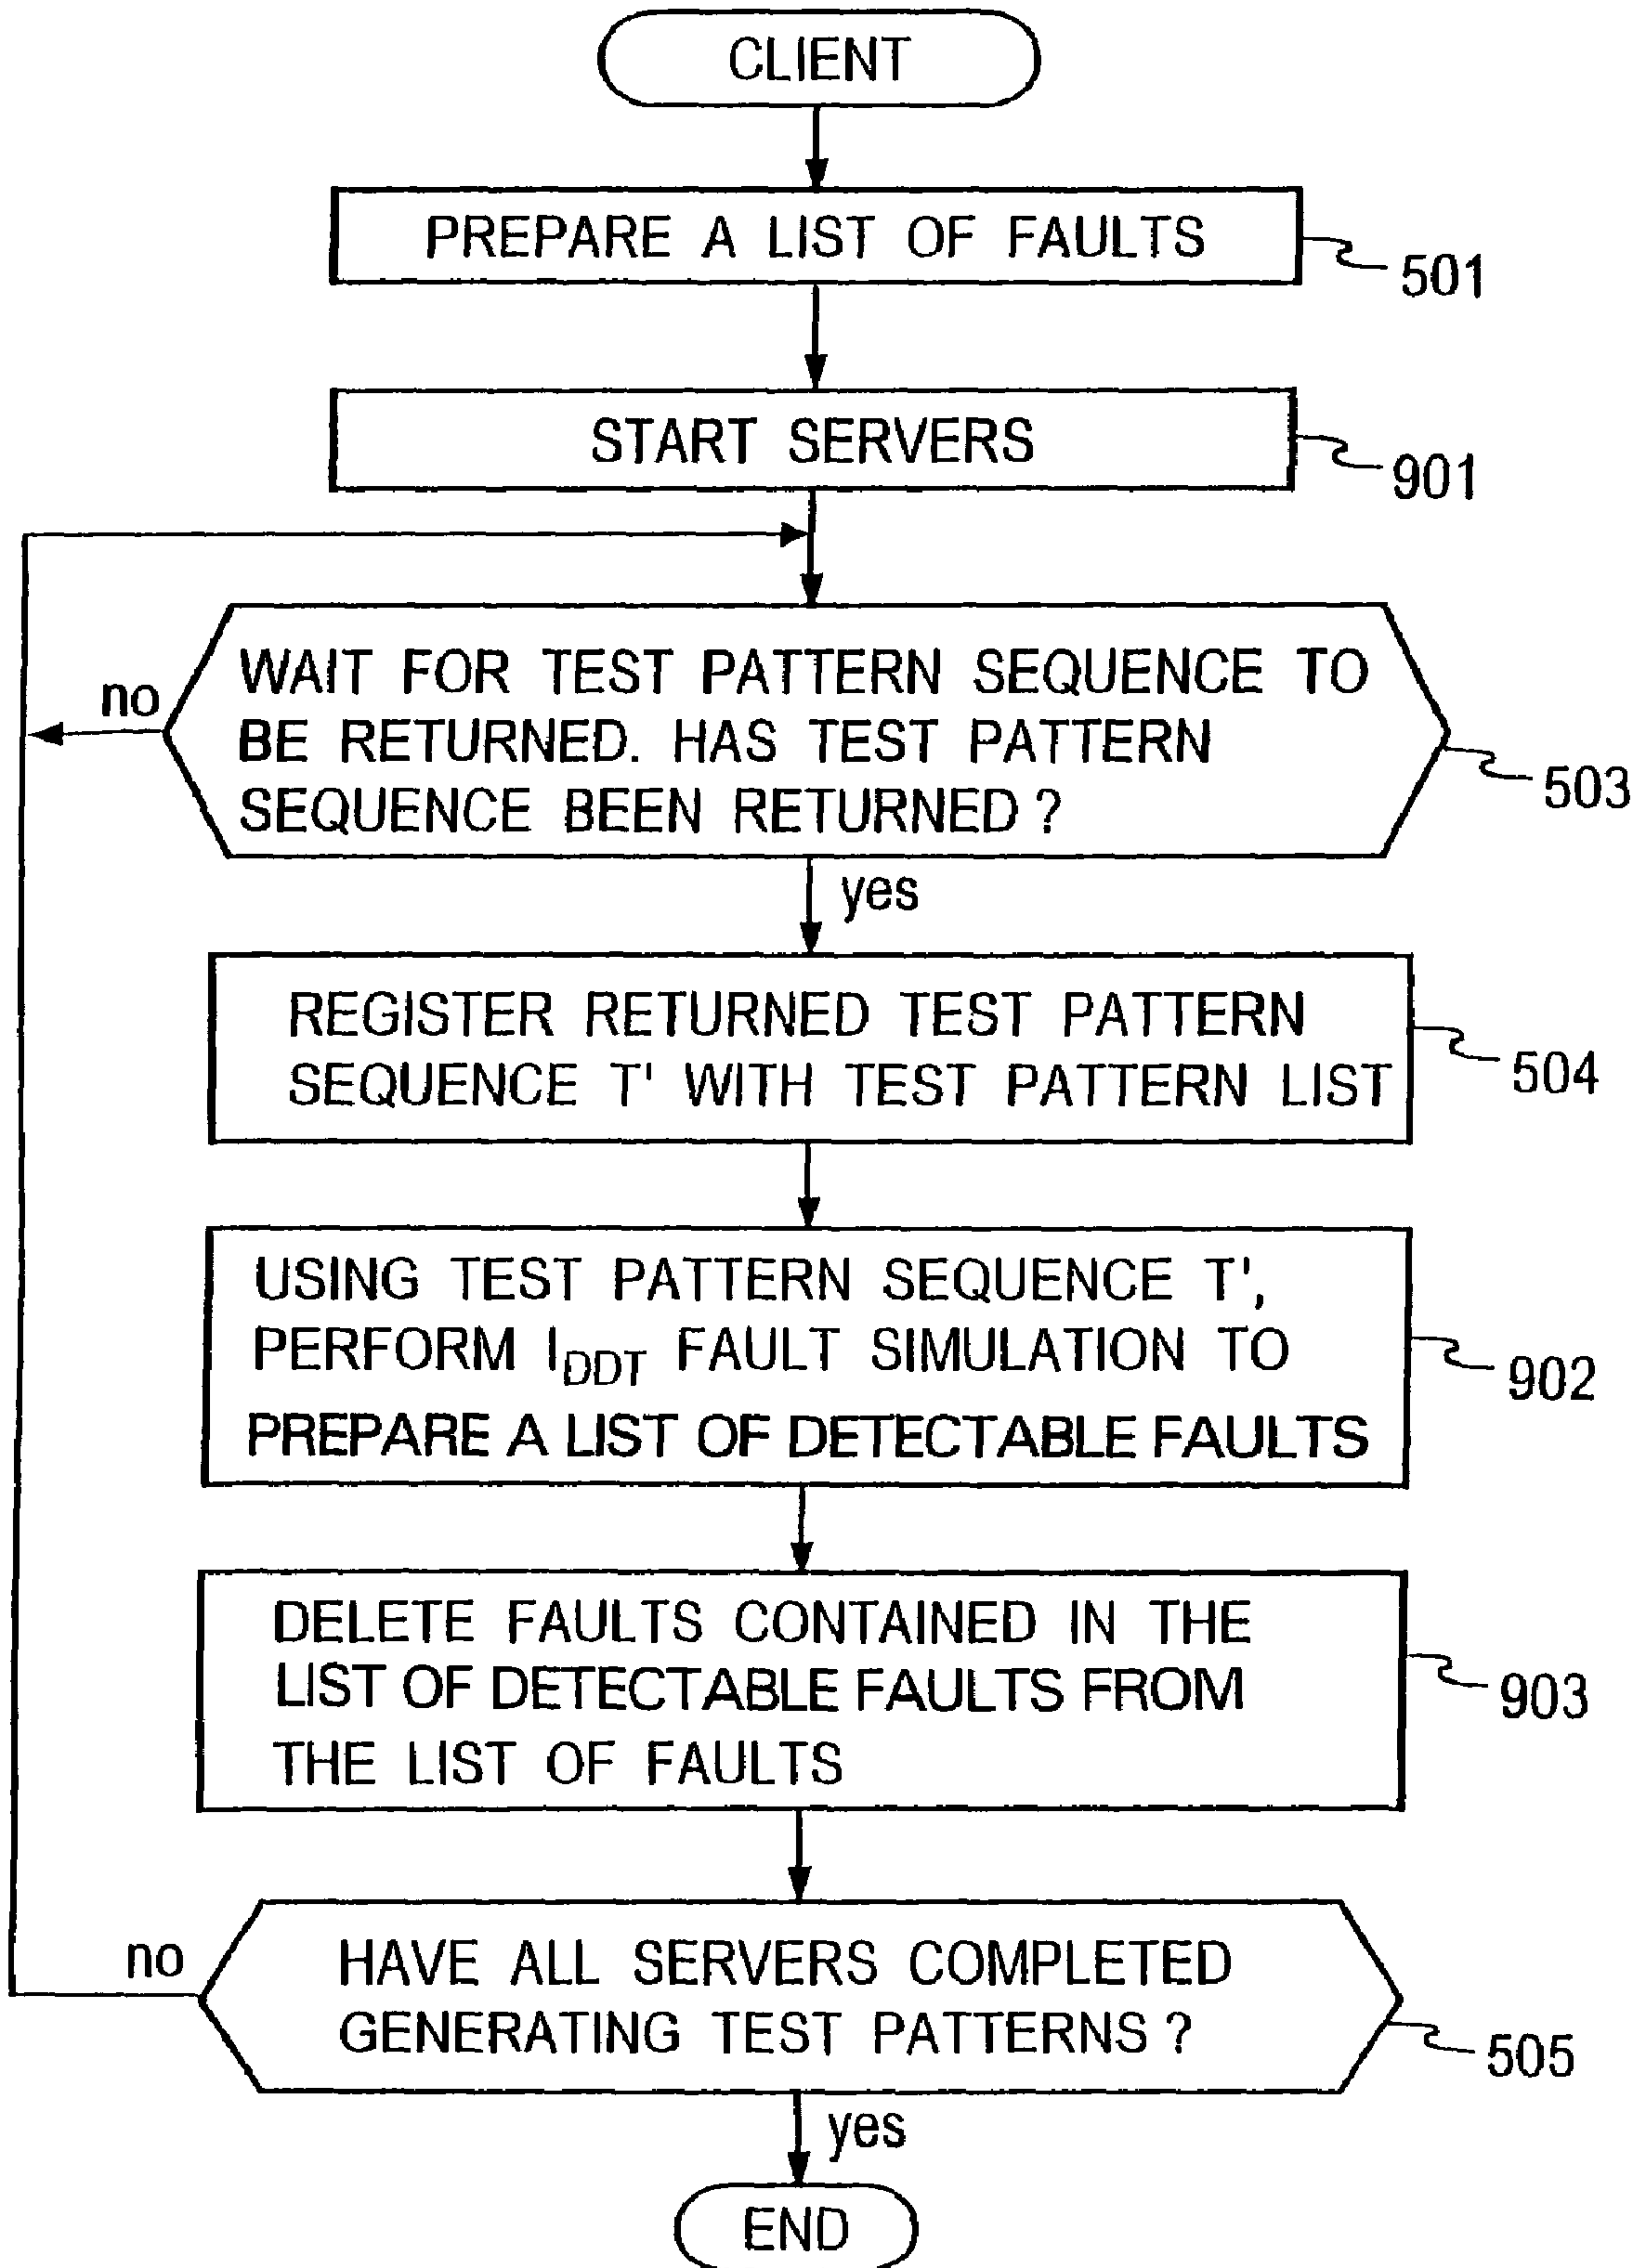 CLIENT
PREPARE A LIST OF FAULTS
501
START SERVERS
901
WAIT FOR TEST PATTERN SEQUENCE TO
BE RETURNED. HAS TEST PATTERN
SEQUENCE BEEN RETURNED ?
no
503
yes
REGISTER RETURNED TEST PATTERN
SEQUENCE T' WITH TEST PATTERN LIST
504
USING TEST PATTERN SEQUENCE T',
PERFORM IDDT FAULT SIMULATION TO
PREPARE A LIST OF DETECTABLE FAULTS
902
DELETE FAULTS CONTAINED IN THE
LIST OF DETECTABLE FAULTS FROM
THE LIST OF FAULTS
903
no
HAVE ALL SERVERS COMPLETED
GENERATING TEST PATTERNS ?
505
yes
END